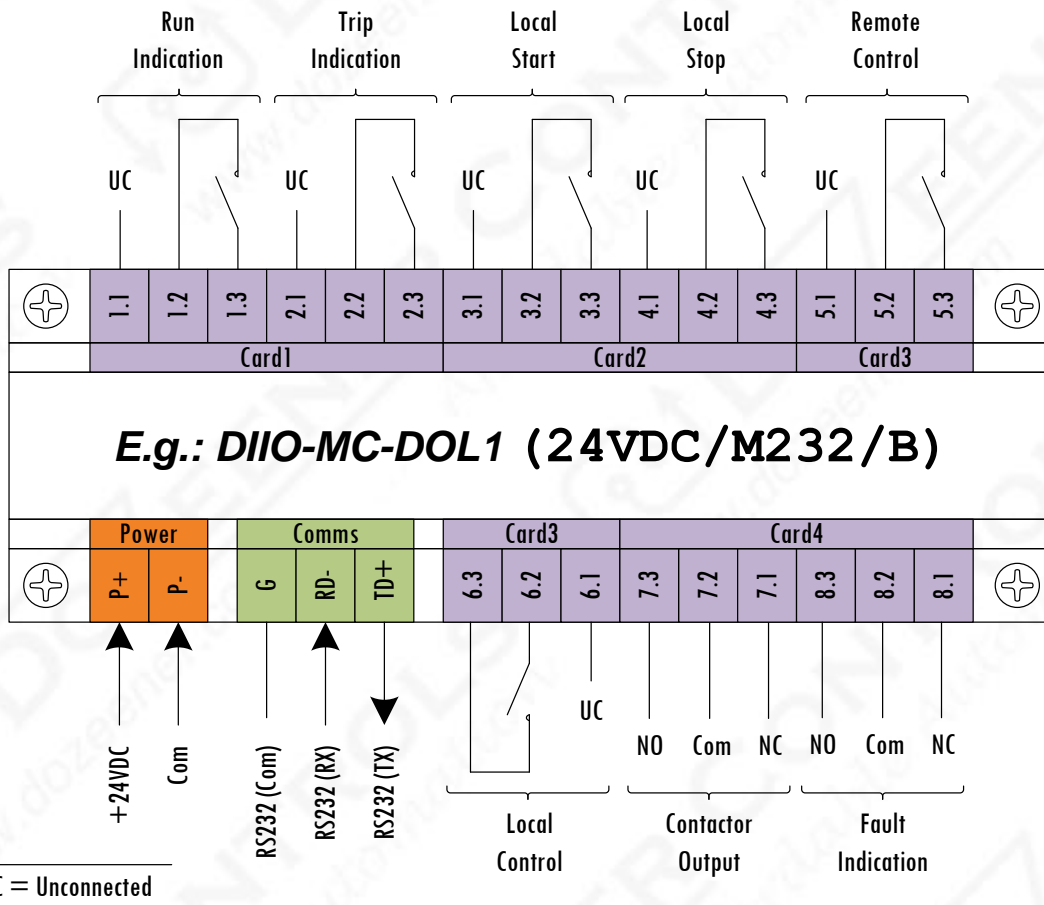 Run Indication
Trip Indication
Local Start
Local Stop
Remote Control
UC
UC
UC
UC
UC
1.1 1.2 1.3 2.1 2.2 2.3 3.1 3.2 3.3 4.1 4.2 4.3 5.1 5.2 5.3
Card1 Card2 Card3
E.g.: DIIO-MC-DOL1 (24VDC/M232/B)
Power Comms Card3 Card4
P+ P- G RD- TD+ 6.3 6.2 6.1 7.3 7.2 7.1 8.3 8.2 8.1
+24VDC
Com
RS232 (Com)
RS232 (RX)
RS232 (TX)
UC
NO Com NC NO Com NC
Local Control
Contactor Output
Fault Indication
C = Unconnected